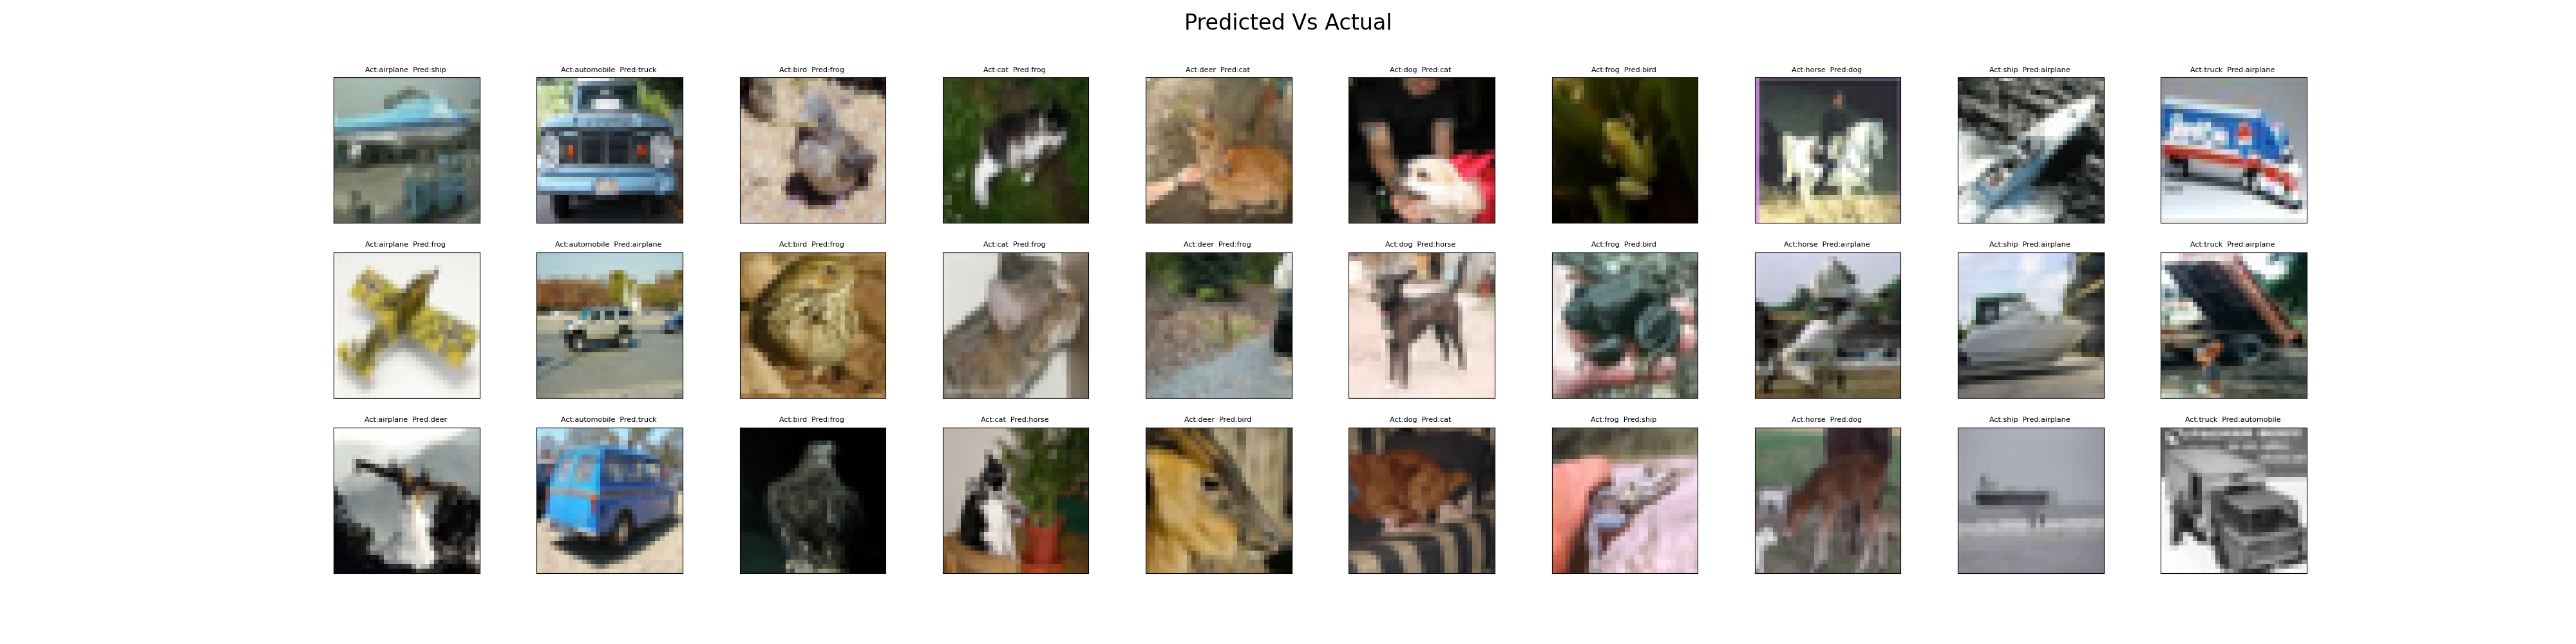 Predicted Vs Actual
Act:airplane Pred:ship
Act:automobile Pred:truck
Act:bird Pred:frog
Act:cat Pred:frog
Act:deer Pred:cat
Act:dog Pred:cat
Act:frog Pred:bird
Act:horse Pred:dog
Act:ship Pred:airplane
Act:truck Pred:airplane
Act:airplane Pred:frog
Act:automobile Pred:airplane
Act:bird Pred:frog
Act:cat Pred:frog
Act:deer Pred:frog
Act:dog Pred:horse
Act:frog Pred:bird
Act:horse Pred:airplane
Act:ship Pred:airplane
Act:truck Pred:airplane
Act:airplane Pred:deer
Act:automobile Pred:truck
Act:bird Pred:frog
Act:cat Pred:horse
Act:deer Pred:bird
Act:dog Pred:cat
Act:frog Pred:ship
Act:horse Pred:dog
Act:ship Pred:airplane
Act:truck Pred:automobile